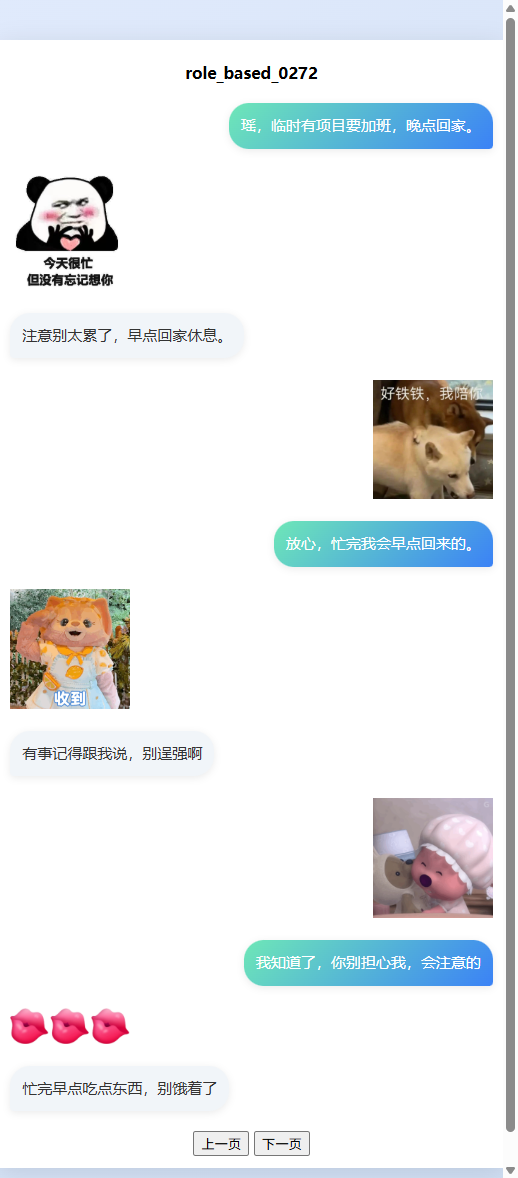 role_based_0272
瑶，临时有项目要加班，晚点回家。
今天很忙
但没有忘记想你
注意别太累了，早点回家休息。
好铁铁，我陪你
放心，忙完我会早点回来的。
收到
有事记得跟我说，别逞强啊
我知道了，你别担心我，会注意的
忙完早点吃点东西，别饿着了
上一页 下一页